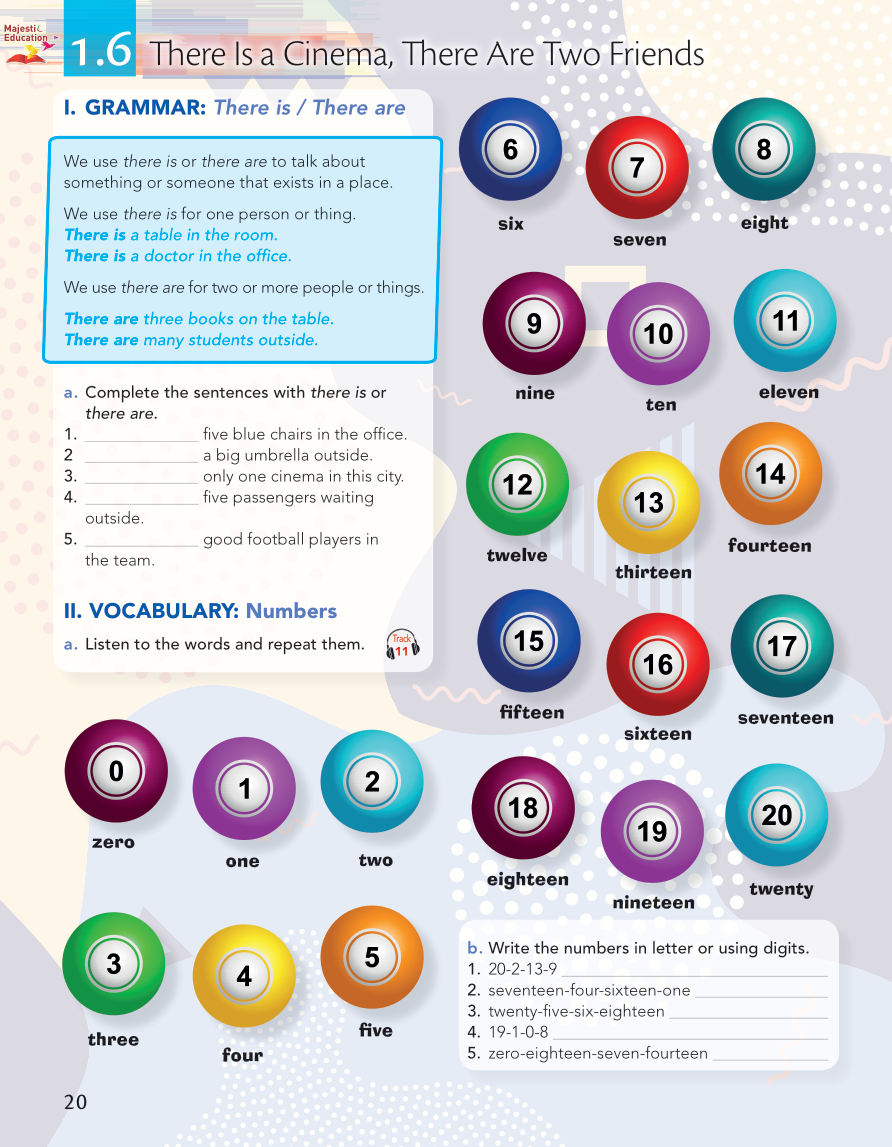 Majestic
Education
1.6 There Is a Cinema, There Are Two Friends
I. GRAMMAR: There is / There are
We use there is or there are to talk about
something or someone that exists in a place.
We use there is for one person or thing.
There is a table in the room.
There is a doctor in the office.
We use there are for two or more people or things.
There are three books on the table.
There are many students outside.
a. Complete the sentences with there is or
there are.
1. ______________ five blue chairs in the office.
2 ______________ a big umbrella outside.
3. ______________ only one cinema in this city.
4. ______________ five passengers waiting
outside.
5. ______________ good football players in
the team.
II. VOCABULARY: Numbers
a. Listen to the words and repeat them.
Track
11
0
1
2
zero
one
two
3
4
5
three
four
five
6
7
8
six
seven
eight
9
10
11
nine
ten
eleven
12
13
14
twelve
thirteen
fourteen
15
16
17
fifteen
sixteen
seventeen
18
19
20
eighteen
nineteen
twenty
b. Write the numbers in letter or using digits.
1. 20-2-13-9 ______________
2. seventeen-four-sixteen-one ______________
3. twenty-five-six-eighteen ______________
4. 19-1-0-8 ______________
5. zero-eighteen-seven-fourteen ______________
20